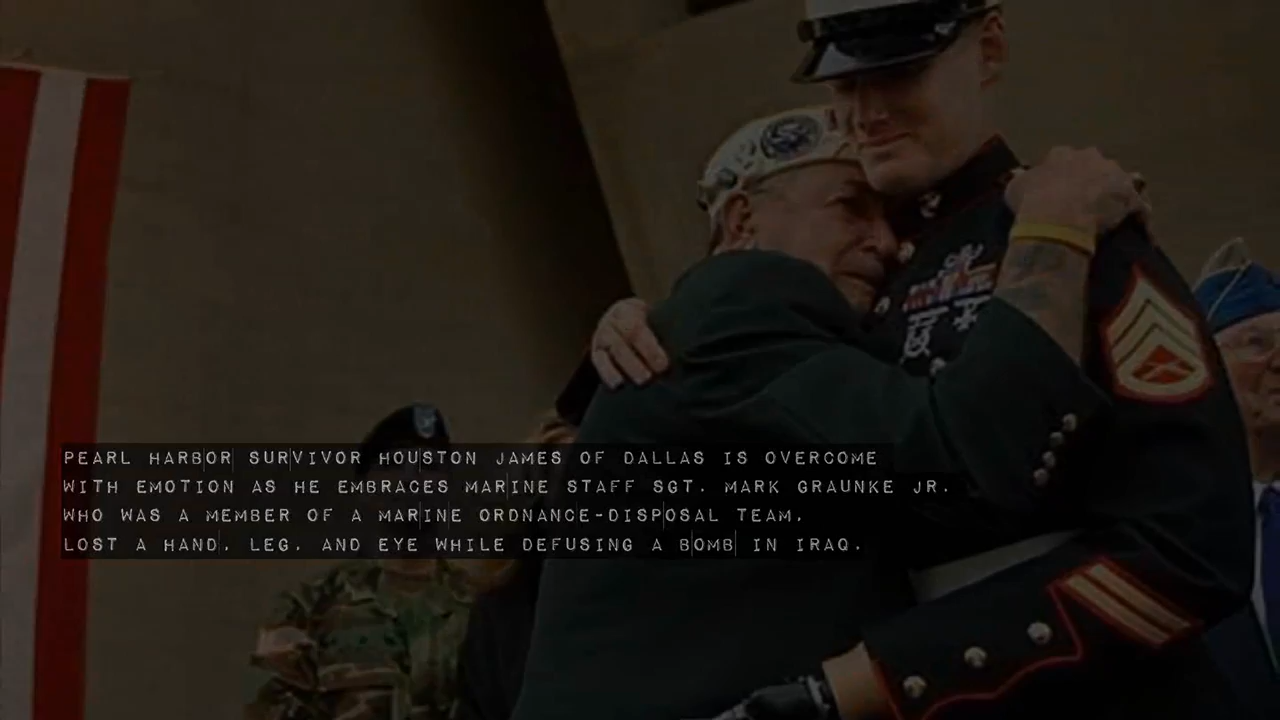 PEARL HARBOR SURVIVOR HOUSTON JAMES OF DALLAS IS OVERCOME
WITH EMOTION AS HE EMBRACES MARINE STAFF SGT. MARK GRAUNKE JR.
WHO WAS A MEMBER OF A MARINE ORDNANCE-DISPOSAL TEAM,
LOST A HAND, LEG, AND EYE WHILE DEFUSING A BOMB IN IRAQ.